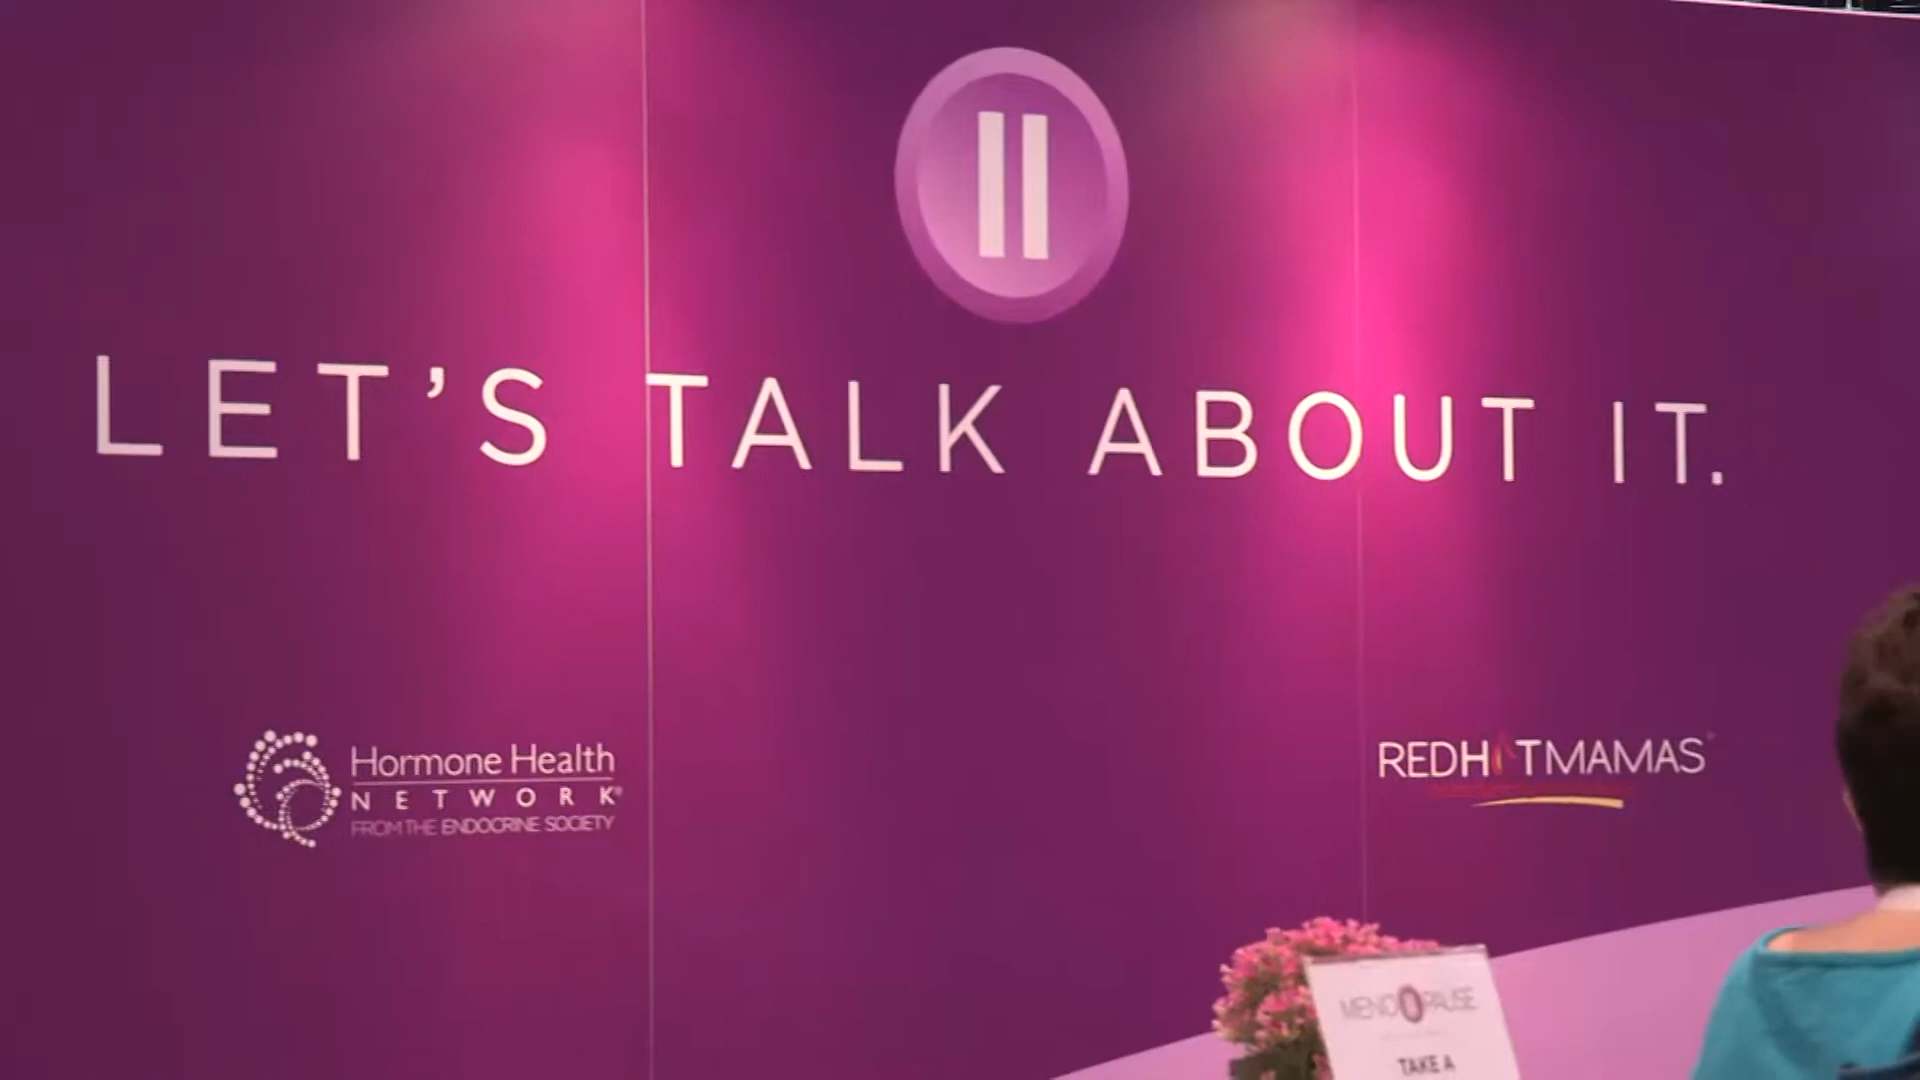 LET'S TALK ABOUT IT.
Hormone Health
NETWORK®
FROM THE ENDOCRINE SOCIETY
REDHOTMAMAS
MENOPAUSE
TAKE A